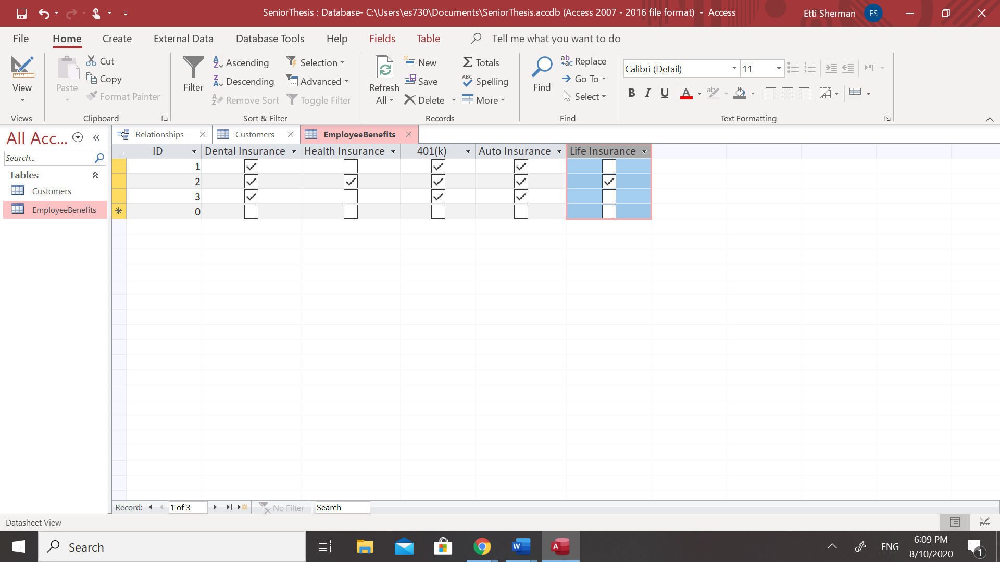 SeniorThesis : Database- C:\Users\es730\Documents\SeniorThesis.accdb (Access 2007 - 2016 file format) - Access
Etti Sherman
ES
File Home Create External Data Database Tools Help Fields Table Tell me what you want to do
View
Views
Paste
Cut
Copy
Format Painter
Clipboard
Filter
Ascending
Descending
Remove Sort
Selection
Advanced
Toggle Filter
Sort & Filter
Refresh
All
New
Save
Delete
Totals
Spelling
More
Records
Find
Replace
Go To
Select
Find
Calibri (Detail) 11
B I U A
Text Formatting
All Acc...
Search...
Tables
Customers
EmployeeBenefits
Relationships Customers EmployeeBenefits
ID Dental Insurance Health Insurance 401(k) Auto Insurance Life Insurance
1
2
3
0
Record: 1 of 3 No Filter Search
Datasheet View
Search
ENG
6:09 PM
8/10/2020
1